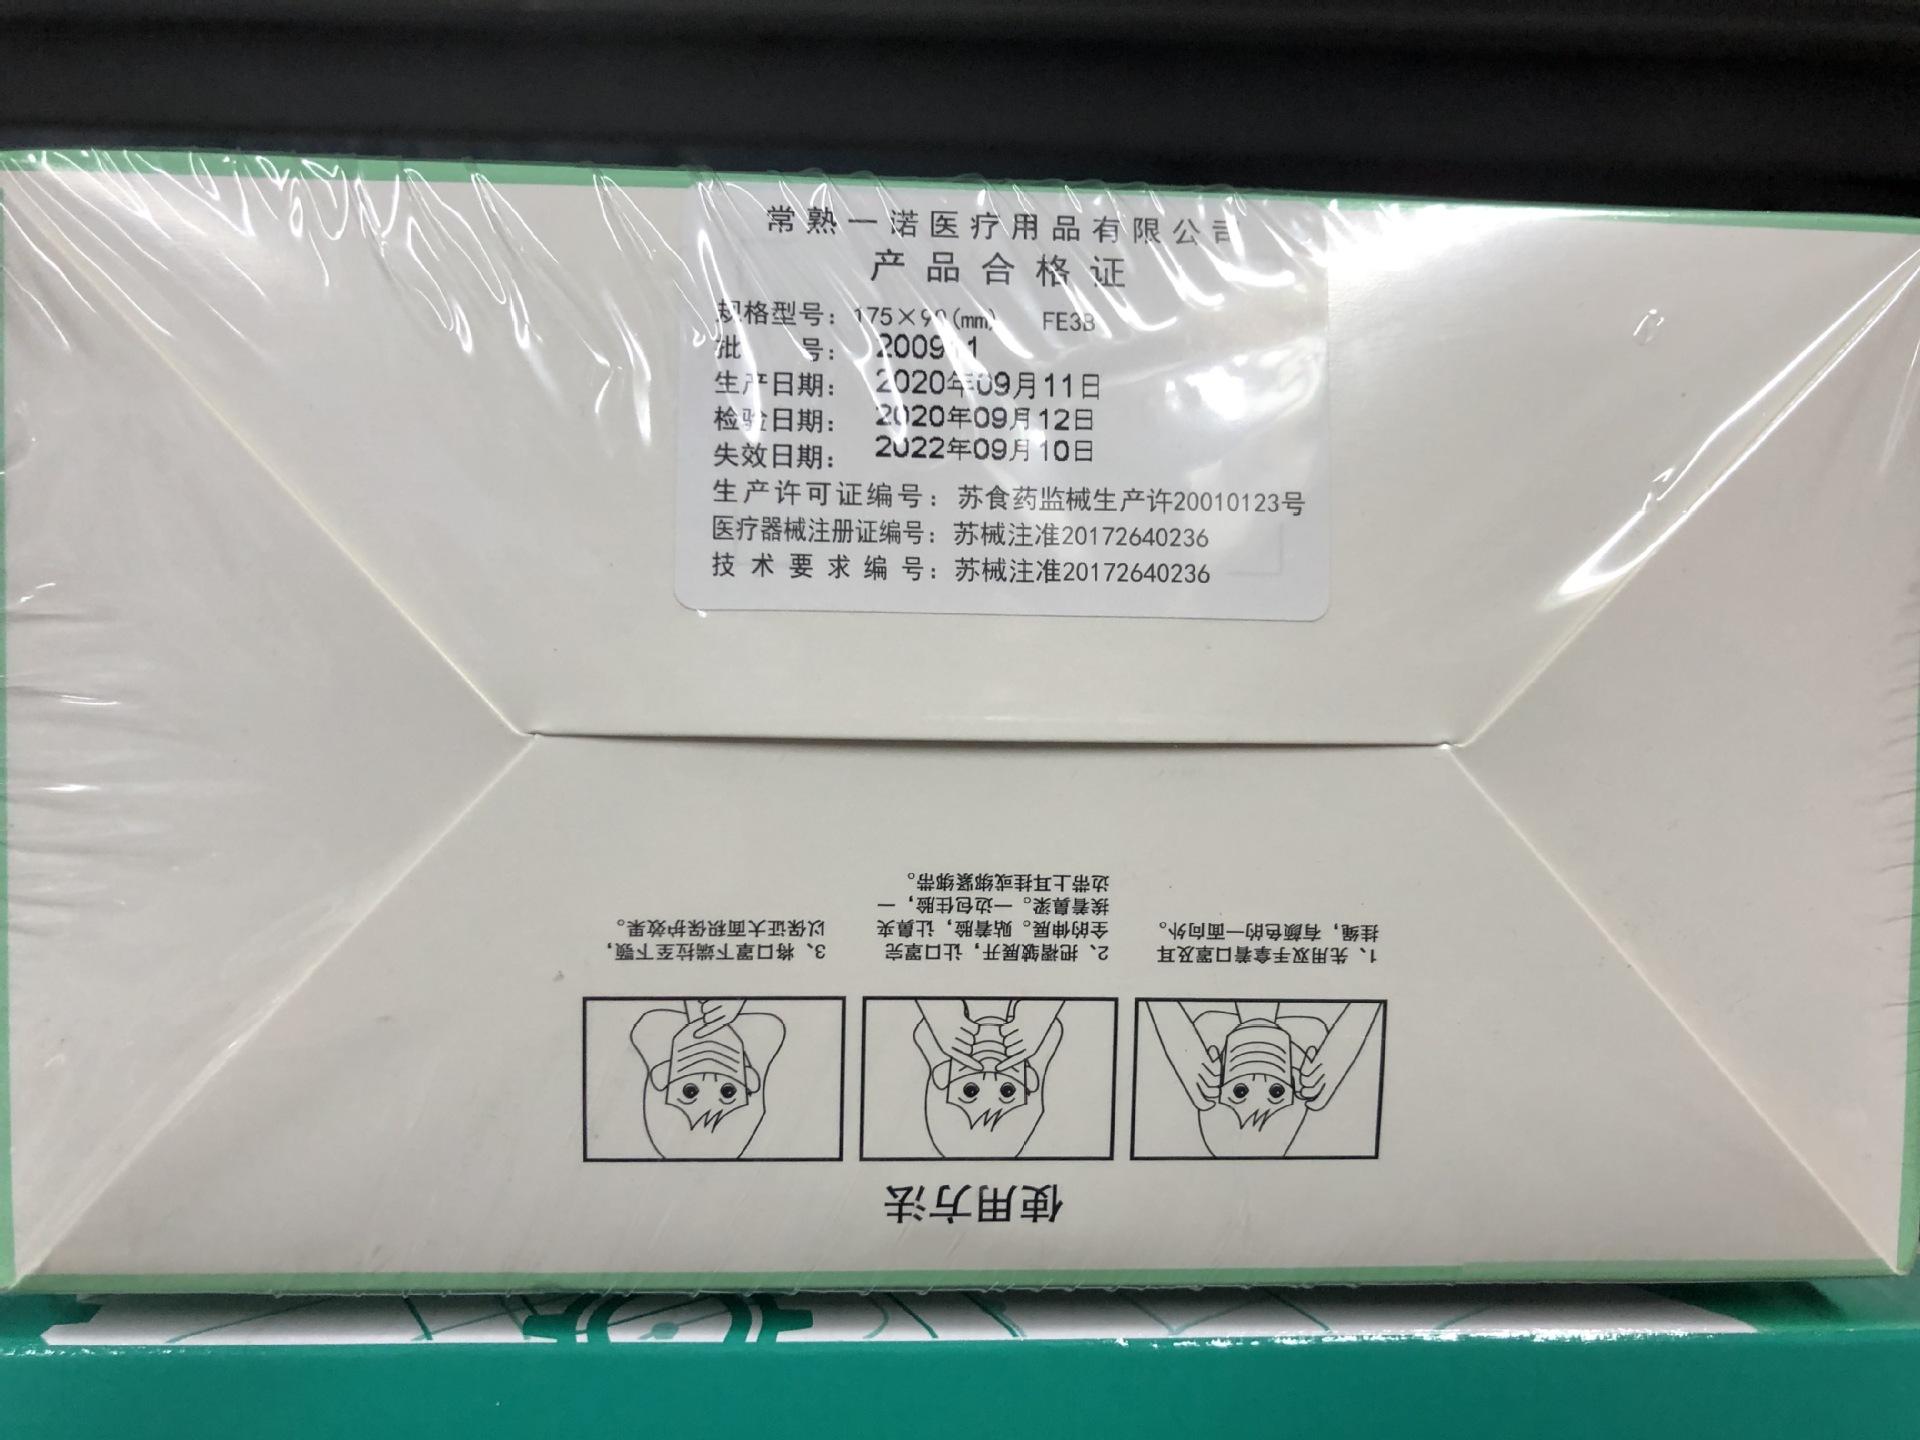 常熟一诺医疗用品有限公司
产品合格证
规格型号：175×90(mm) FE3B
批 号：200911
生产日期：2020年09月11日
检验日期：2020年09月12日
失效日期：2022年09月10日
生产许可证编号：苏食药监械生产许20010123号
医疗器械注册证编号：苏械注准20172640236
技术要求编号：苏械注准20172640236
使用方法
1、先用双手拿着口罩及耳
挂绳，有颜色的一面向外。
2、把褶皱展开，让口罩完
全的伸展。贴着脸，让鼻夹
挨着鼻梁。一边包住脸，一
边带上耳挂或绑紧绑带。
3、将口罩下端拉至下颚，
以保证大面积保护效果。